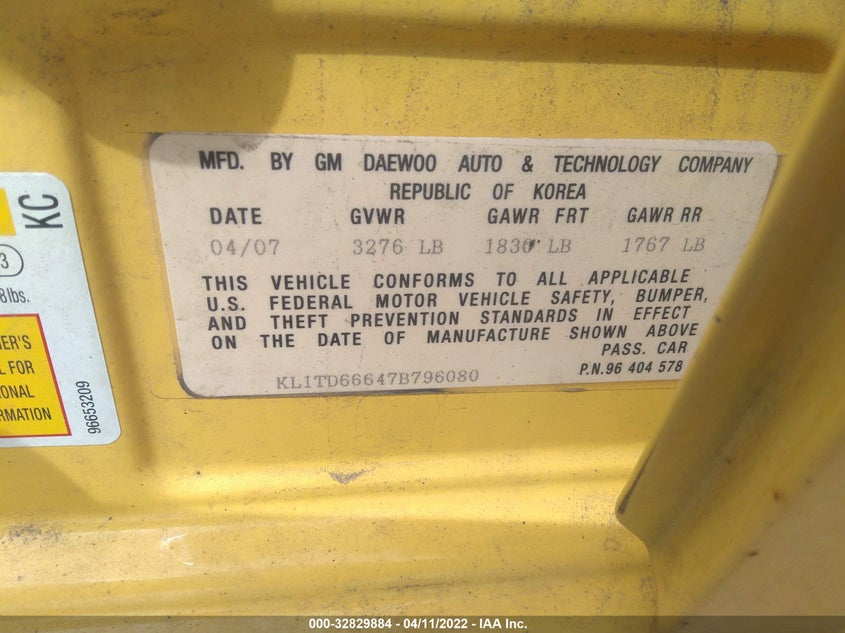 MFD. BY GM DAEWOO AUTO & TECHNOLOGY COMPANY
REPUBLIC OF KOREA
DATE GVWR GAWR FRT GAWR RR
04/07 3276 LB 1830 LB 1767 LB
THIS VEHICLE CONFORMS TO ALL APPLICABLE
U.S. FEDERAL MOTOR VEHICLE SAFETY, BUMPER,
AND THEFT PREVENTION STANDARDS IN EFFECT
ON THE DATE OF MANUFACTURE SHOWN ABOVE
PASS. CAR
KL1TD66647B796080 P.N.96 404 578
KC
3
8lbs.
NER'S
L FOR
IONAL
RMATION
96653209
000-32829884 - 04/11/2022 - IAA Inc.